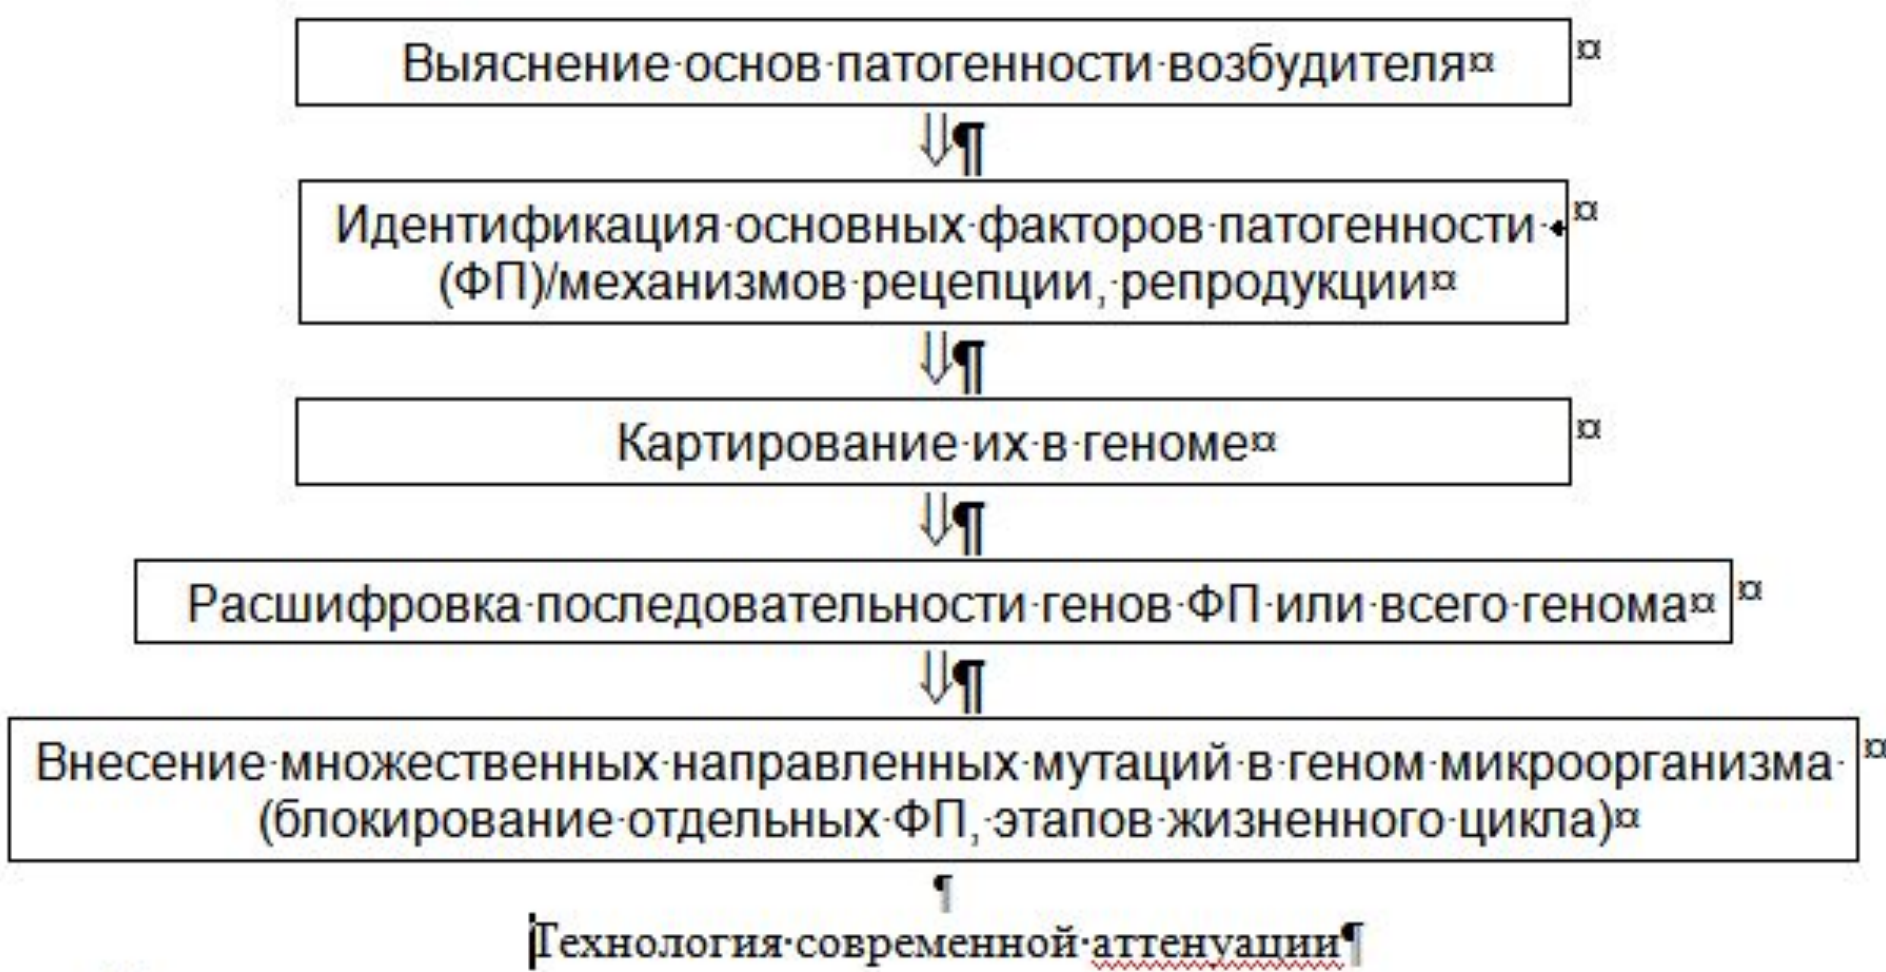 Выяснение основ патогенности возбудителя
Идентификация основных факторов патогенности
(ФП)/механизмов рецепции, репродукции
Картирование их в геноме
Расшифровка последовательности генов ФП или всего генома
Внесение множественных направленных мутаций в геном микроорганизма
(блокирование отдельных ФП, этапов жизненного цикла)
Технология современной аттенуации